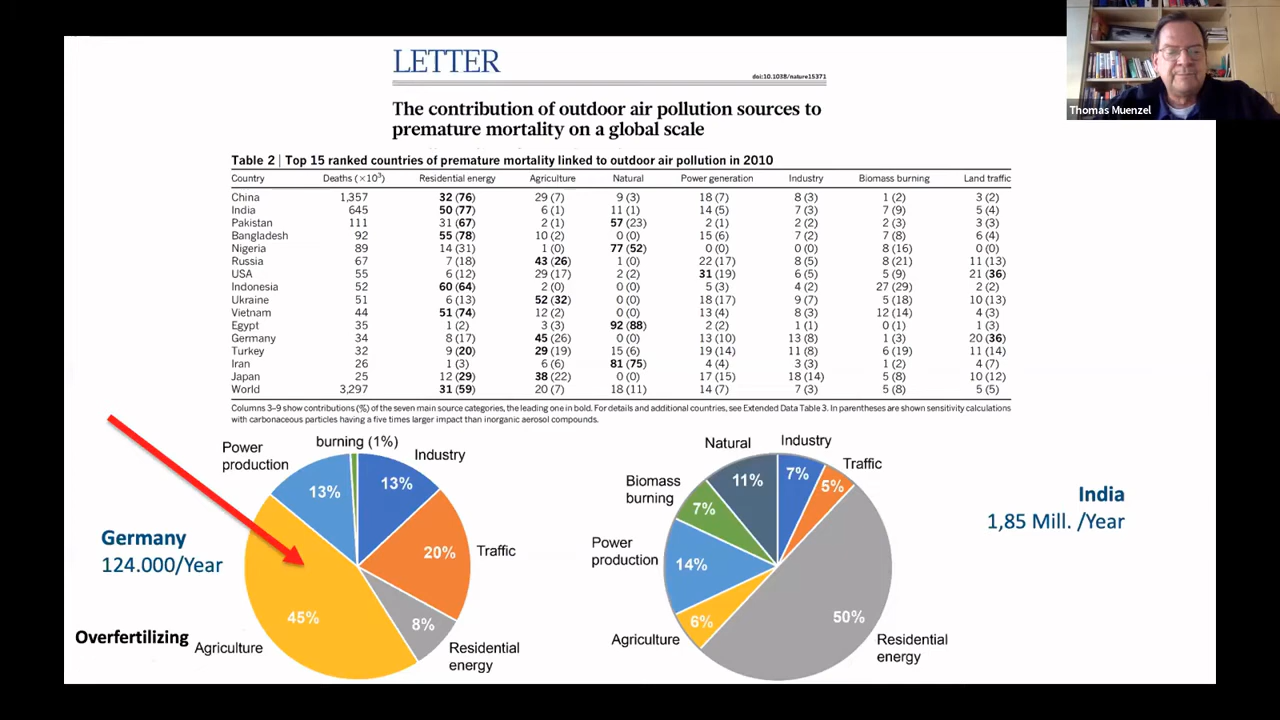 LETTER
doi:10.1038/nature15371
Thomas Muenzel
The contribution of outdoor air pollution sources to
premature mortality on a global scale
Table 2 | Top 15 ranked countries of premature mortality linked to outdoor air pollution in 2010
Country Deaths (×10³) Residential energy Agriculture Natural Power generation Industry Biomass burning Land traffic
China 1,357 32 (76) 29 (7) 9 (3) 18 (7) 8 (3) 1 (2) 3 (2)
India 645 50 (77) 6 (1) 11 (1) 14 (5) 7 (3) 7 (9) 5 (4)
Pakistan 111 31 (67) 2 (1) 57 (23) 2 (1) 2 (2) 2 (3) 3 (3)
Bangladesh 92 55 (78) 10 (2) 0 (0) 15 (6) 7 (2) 7 (8) 6 (4)
Nigeria 89 14 (31) 1 (0) 77 (52) 0 (0) 0 (0) 8 (16) 0 (0)
Russia 67 7 (18) 43 (26) 1 (0) 22 (17) 8 (5) 8 (21) 11 (13)
USA 55 6 (12) 29 (17) 2 (2) 31 (19) 6 (5) 5 (9) 21 (36)
Indonesia 52 60 (64) 2 (0) 0 (0) 5 (3) 4 (2) 27 (29) 2 (2)
Ukraine 51 6 (13) 52 (32) 0 (0) 18 (17) 9 (7) 5 (18) 10 (13)
Vietnam 44 51 (74) 12 (2) 0 (0) 13 (4) 8 (3) 12 (14) 4 (3)
Egypt 35 1 (2) 3 (3) 92 (88) 2 (2) 1 (1) 0 (1) 1 (3)
Germany 34 8 (17) 45 (26) 0 (0) 13 (10) 13 (8) 1 (3) 20 (36)
Turkey 32 9 (20) 29 (19) 15 (6) 19 (14) 11 (8) 6 (19) 11 (14)
Iran 26 1 (3) 6 (6) 81 (75) 4 (4) 3 (3) 1 (2) 4 (7)
Japan 25 12 (29) 38 (22) 0 (0) 17 (15) 18 (14) 5 (8) 10 (12)
World 3,297 31 (59) 20 (7) 18 (11) 14 (7) 7 (3) 5 (8) 5 (5)
Columns 3–9 show contributions (%) of the seven main source categories, the leading one in bold. For details and additional countries, see Extended Data Table 3. In parentheses are shown sensitivity calculations
with carbonaceous particles having a five times larger impact than inorganic aerosol compounds.
Germany
124.000/Year
Overfertilizing
burning (1%)
Power
production
13%
Industry
13%
Traffic
20%
Residential
energy
8%
Agriculture
45%
Natural
11%
Industry
7%
Traffic
5%
Biomass
burning
7%
Power
production
14%
Agriculture
6%
Residential
energy
50%
India
1,85 Mill. /Year